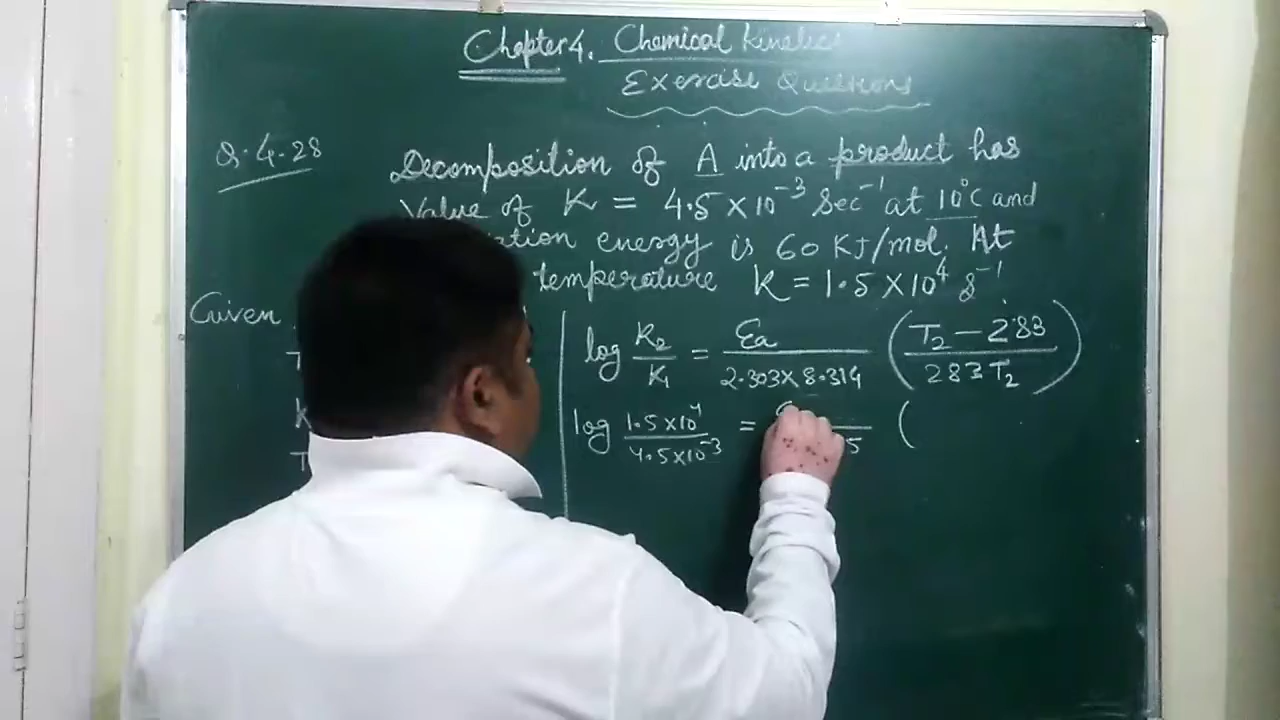 Chapter 4. Chemical Kinetics
Exercise Questions
Q.4.28
Decomposition of A into a product has
Value of K = 4.5 × 10⁻³ Sec⁻¹ at 10°C and
energy is 60 KJ/mol. At
temperature K = 1.5 × 10⁴ s⁻¹
Given
log K₂/K₁ = Ea/2.303×8.314 (T₂ − 283/283T₂)
log 1.5×10⁴/4.5×10⁻³ = (